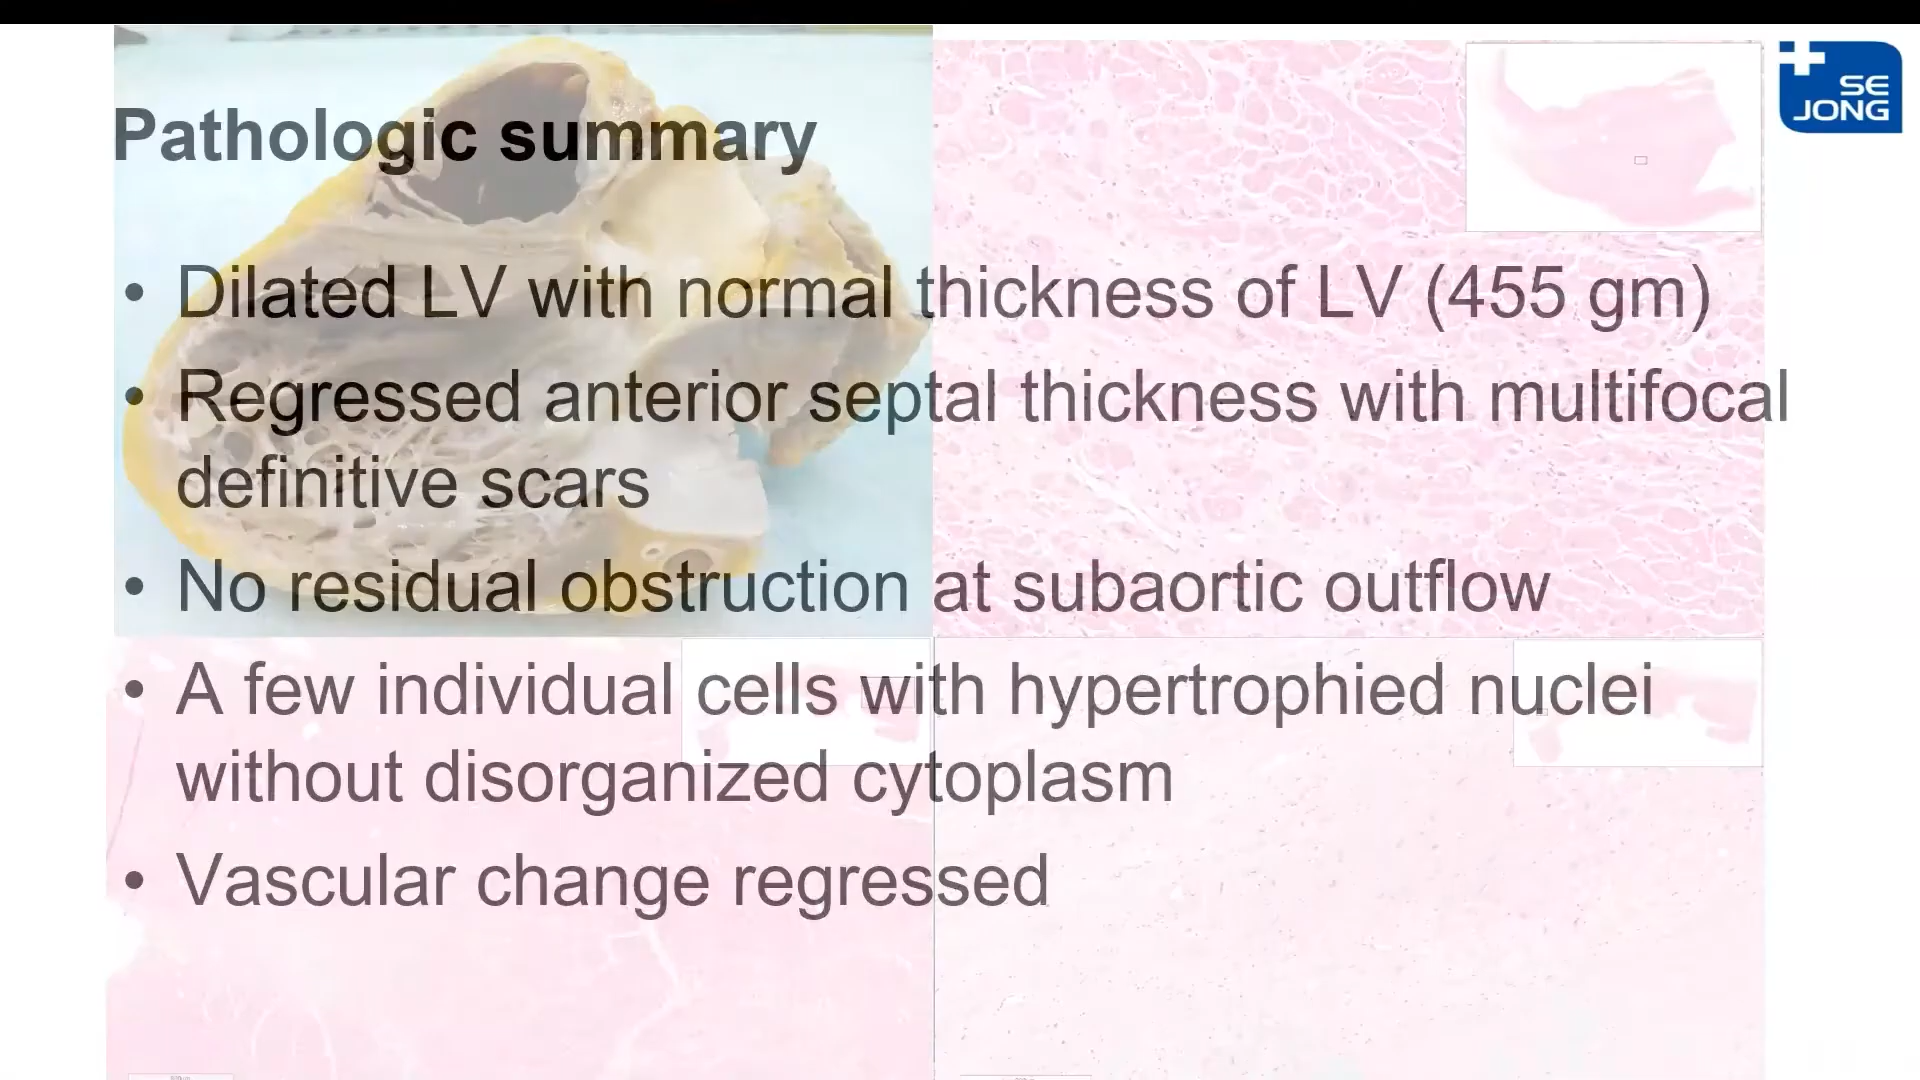 SE
JONG
Pathologic summary
• Dilated LV with normal thickness of LV (455 gm)
• Regressed anterior septal thickness with multifocal
definitive scars
• No residual obstruction at subaortic outflow
• A few individual cells with hypertrophied nuclei
without disorganized cytoplasm
• Vascular change regressed